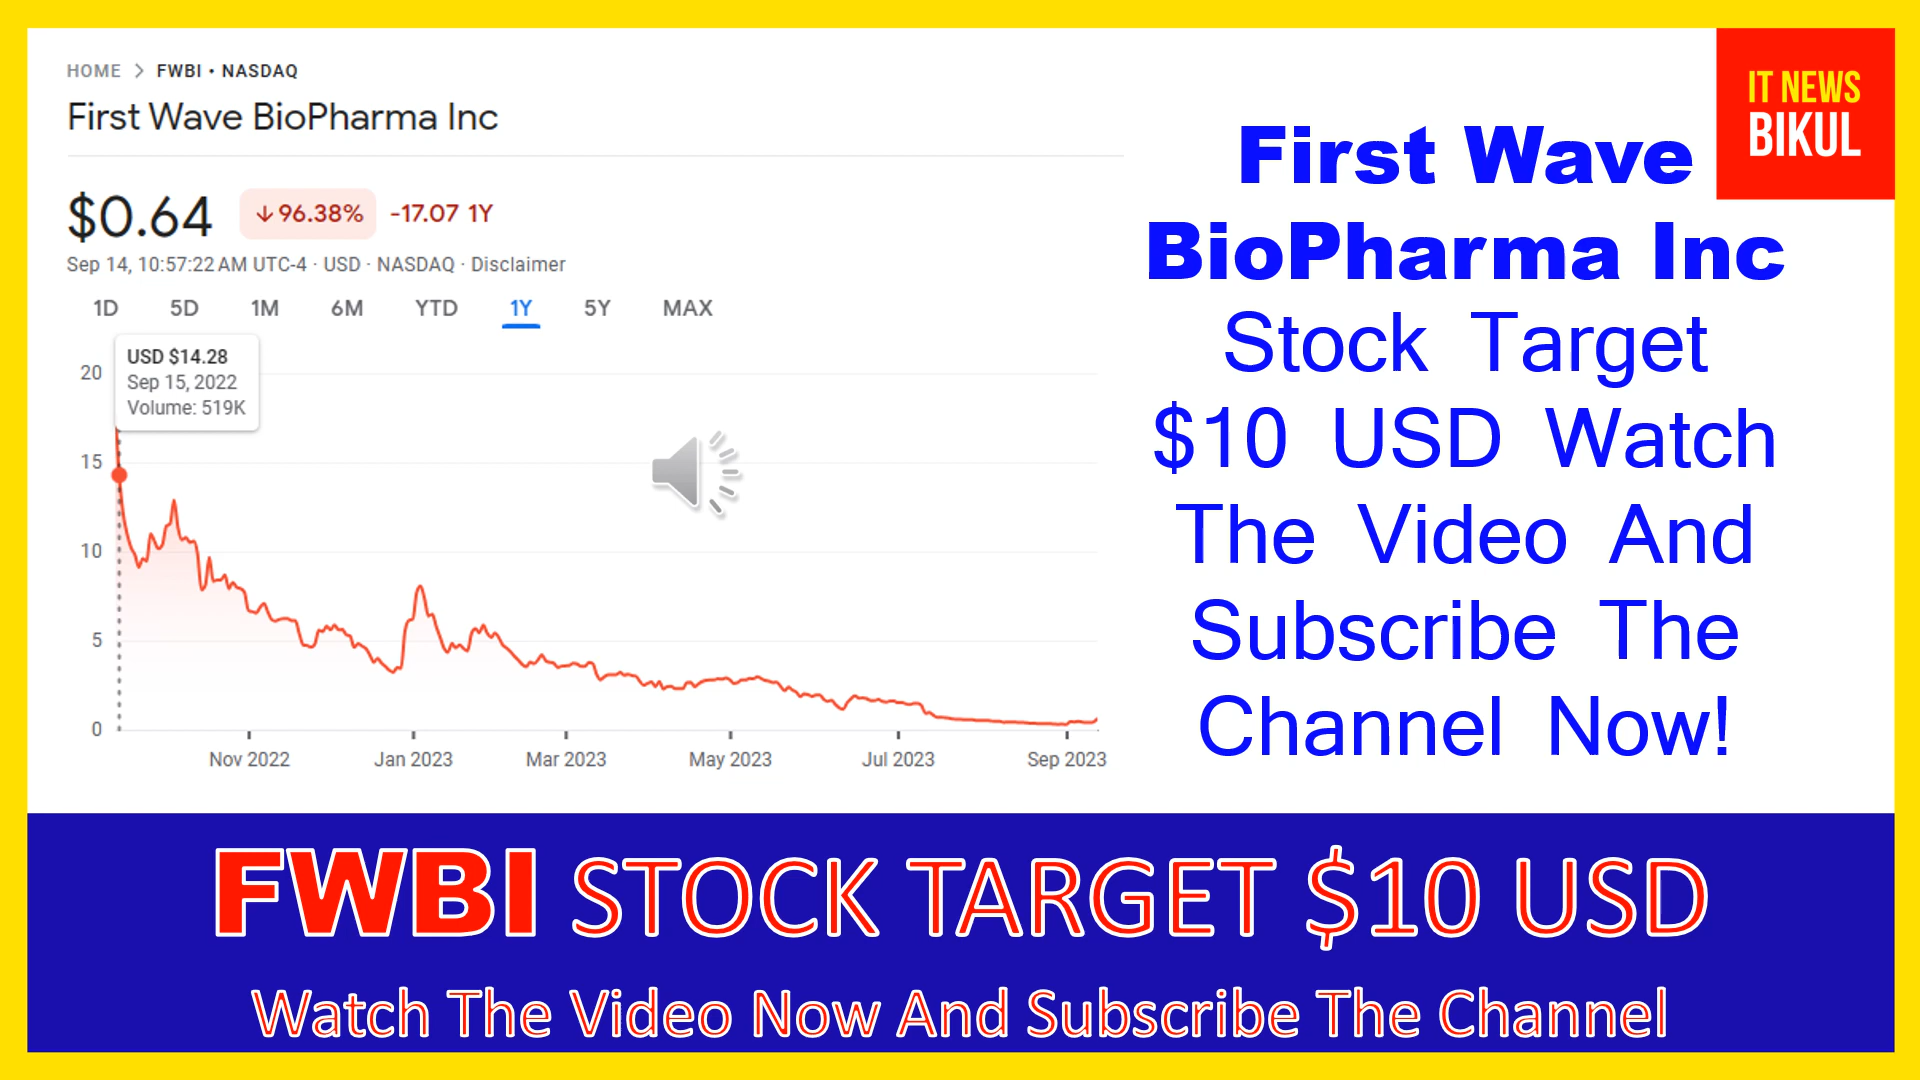 HOME > FWBI • NASDAQ
First Wave BioPharma Inc
$0.64 ↓96.38% -17.07 1Y
Sep 14, 10:57:22 AM UTC-4 · USD · NASDAQ · Disclaimer
1D 5D 1M 6M YTD 1Y 5Y MAX
USD $14.28
Sep 15, 2022
Volume: 519K
20
15
10
5
0
Nov 2022 Jan 2023 Mar 2023 May 2023 Jul 2023 Sep 2023
IT NEWS
BIKUL
First Wave
BioPharma Inc
Stock Target
$10 USD Watch
The Video And
Subscribe The
Channel Now!
FWBI STOCK TARGET $10 USD
Watch The Video Now And Subscribe The Channel